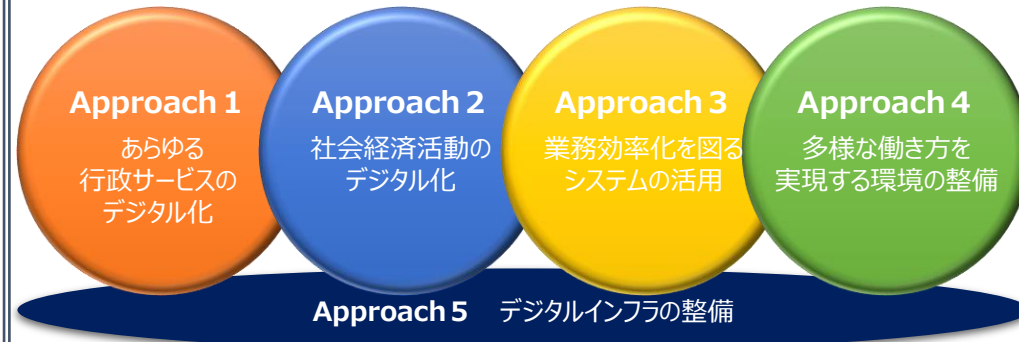 Approach 1
あらゆる
行政サービスの
デジタル化
Approach 2
社会経済活動の
デジタル化
Approach 3
業務効率化を図る
システムの活用
Approach 4
多様な働き方を
実現する環境の整備
Approach 5 デジタルインフラの整備